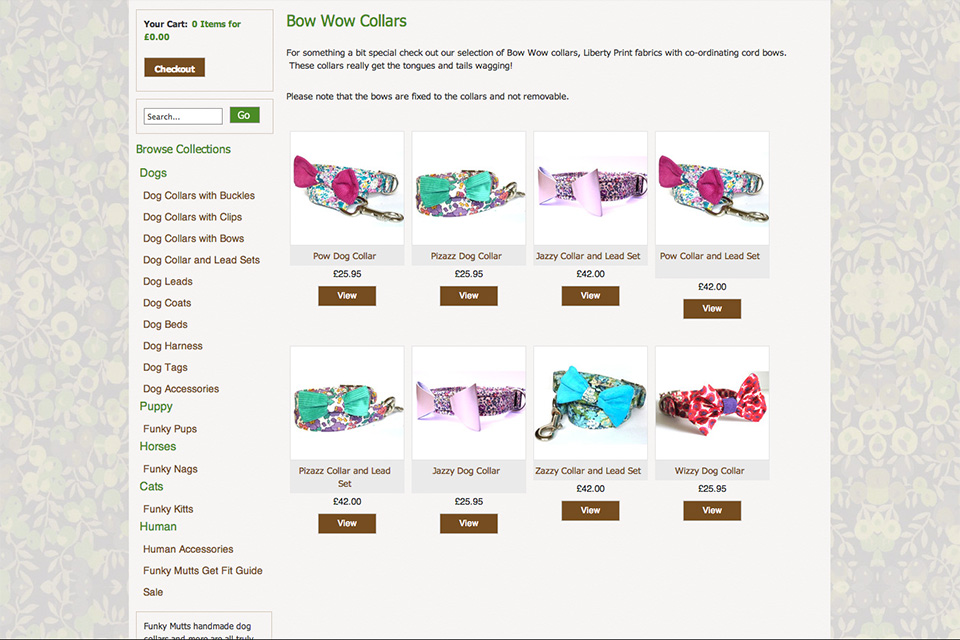 Your Cart: 0 Items for
£0.00
Checkout
Search...
Go
Browse Collections
Dogs
Dog Collars with Buckles
Dog Collars with Clips
Dog Collars with Bows
Dog Collar and Lead Sets
Dog Leads
Dog Coats
Dog Beds
Dog Harness
Dog Tags
Dog Accessories
Puppy
Funky Pups
Horses
Funky Nags
Cats
Funky Kitts
Human
Human Accessories
Funky Mutts Get Fit Guide
Sale
Funky Mutts handmade dog
collars and more are all truly
Bow Wow Collars
For something a bit special check out our selection of Bow Wow collars, Liberty Print fabrics with co-ordinating cord bows.
These collars really get the tongues and tails wagging!
Please note that the bows are fixed to the collars and not removable.
Pow Dog Collar
£25.95
View
Pizazz Dog Collar
£25.95
View
Jazzy Collar and Lead Set
£42.00
View
Pow Collar and Lead Set
£42.00
View
Pizazz Collar and Lead
Set
£42.00
View
Jazzy Dog Collar
£25.95
View
Zazzy Collar and Lead Set
£42.00
View
Wizzy Dog Collar
£25.95
View